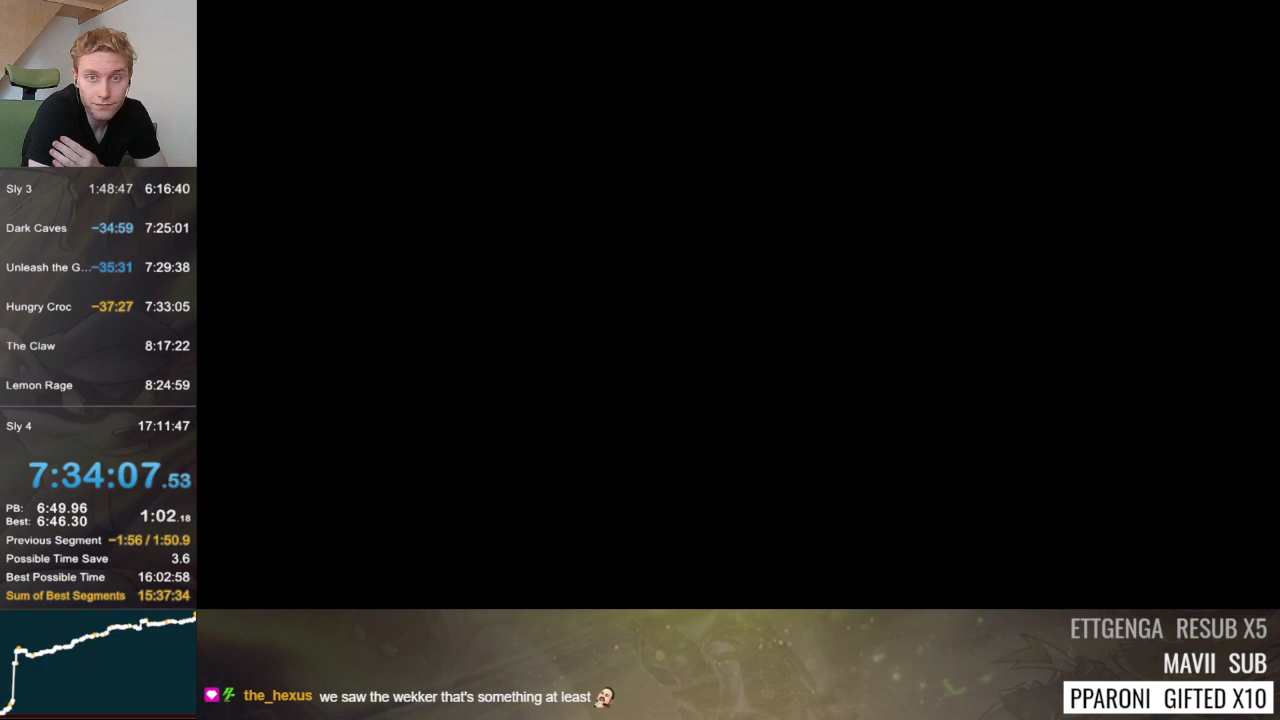 Sly 3 1:48:47 6:16:40
Dark Caves −34:59 7:25:01
Unleash the G... −35:31 7:29:38
Hungry Croc −37:27 7:33:05
The Claw 8:17:22
Lemon Rage 8:24:59
Sly 4 17:11:47
7:34:07.53
PB: 6:49.96
Best: 6:46.30
1:02.18
Previous Segment −1:56 / 1:50.9
Possible Time Save 3.6
Best Possible Time 16:02:58
Sum of Best Segments 15:37:34
ETTGENGA RESUB X5
MAVII SUB
PPARONI GIFTED X10
the_hexus we saw the wekker that's something at least